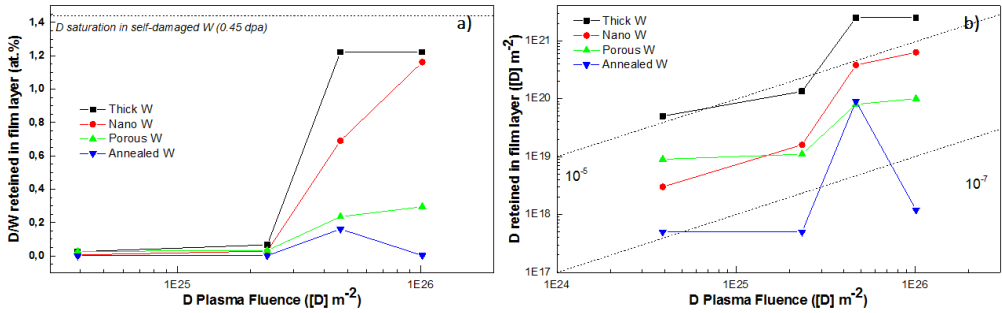 a)
D saturation in self-damaged W (0.45 dpa)
1,4
1,2
1,0
0,8
0,6
0,4
0,2
0,0
D/W reteined in film layer (at.%)
Thick W
Nano W
Porous W
Annealed W
1E25
1E26
D Plasma Fluence ([D] m-2)
b)
Thick W
Nano W
Porous W
Annealed W
1E21
1E20
1E19
1E18
1E17
D reteined in film layer ([D] m-2)
10-5
10-7
1E24
1E25
1E26
D Plasma Fluence ([D] m-2)